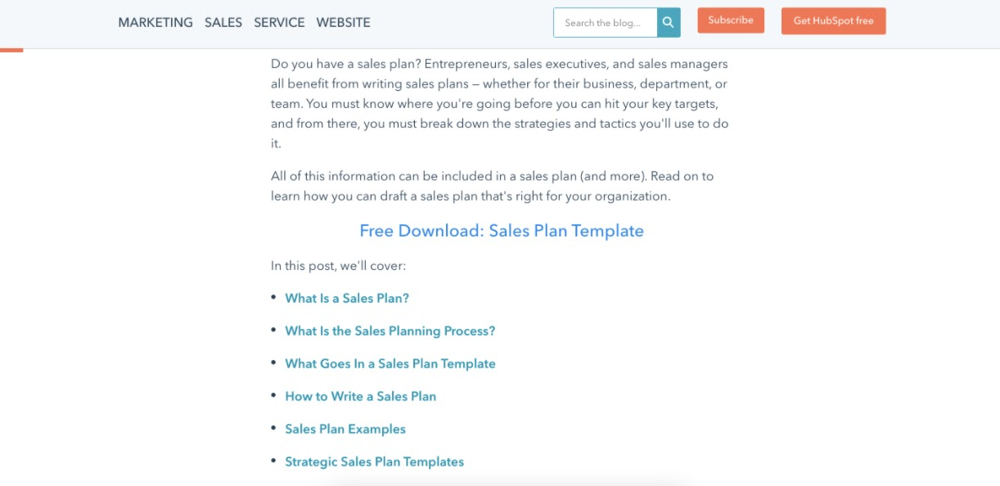 MARKETING SALES SERVICE WEBSITE
Search the blog...
Subscribe
Get HubSpot free
Do you have a sales plan? Entrepreneurs, sales executives, and sales managers
all benefit from writing sales plans — whether for their business, department, or
team. You must know where you're going before you can hit your key targets,
and from there, you must break down the strategies and tactics you'll use to do
it.
All of this information can be included in a sales plan (and more). Read on to
learn how you can draft a sales plan that's right for your organization.
Free Download: Sales Plan Template
In this post, we'll cover:
• What Is a Sales Plan?
• What Is the Sales Planning Process?
• What Goes In a Sales Plan Template
• How to Write a Sales Plan
• Sales Plan Examples
• Strategic Sales Plan Templates